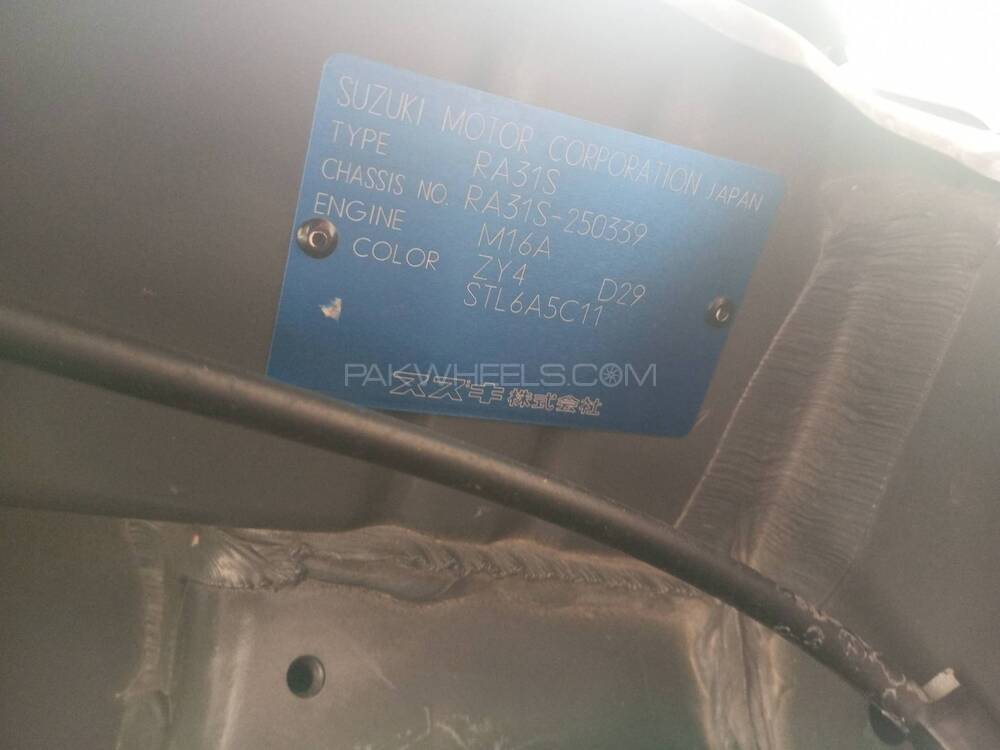 SUZUKI MOTOR CORPORATION JAPAN
TYPE RA31S
CHASSIS NO. RA31S-250339
ENGINE M16A
COLOR ZY4 D29
STL6A5C11
PAKWHEELS.COM
スズキ株式会社